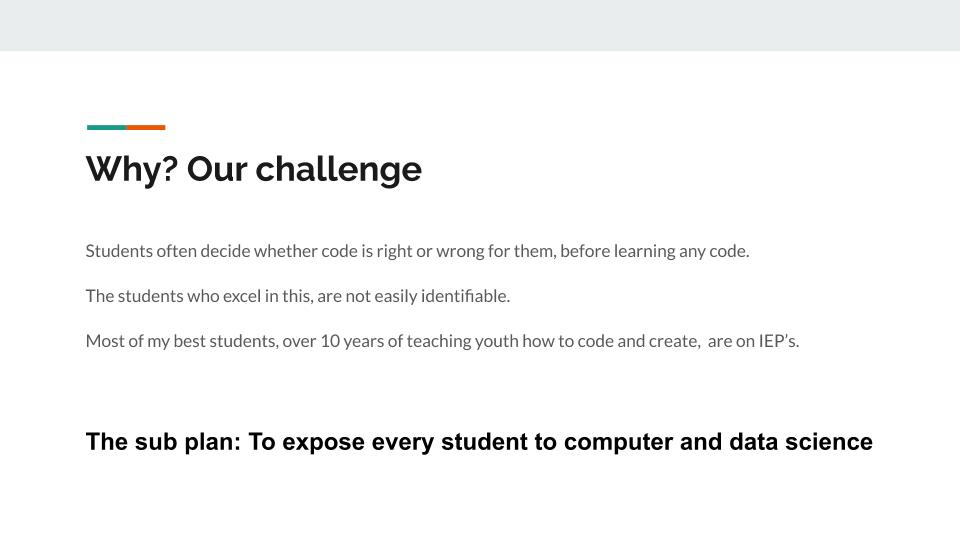 Why? Our challenge
Students often decide whether code is right or wrong for them, before learning any code.
The students who excel in this, are not easily identifiable.
Most of my best students, over 10 years of teaching youth how to code and create,  are on IEP’s.
The sub plan: To expose every student to computer and data science